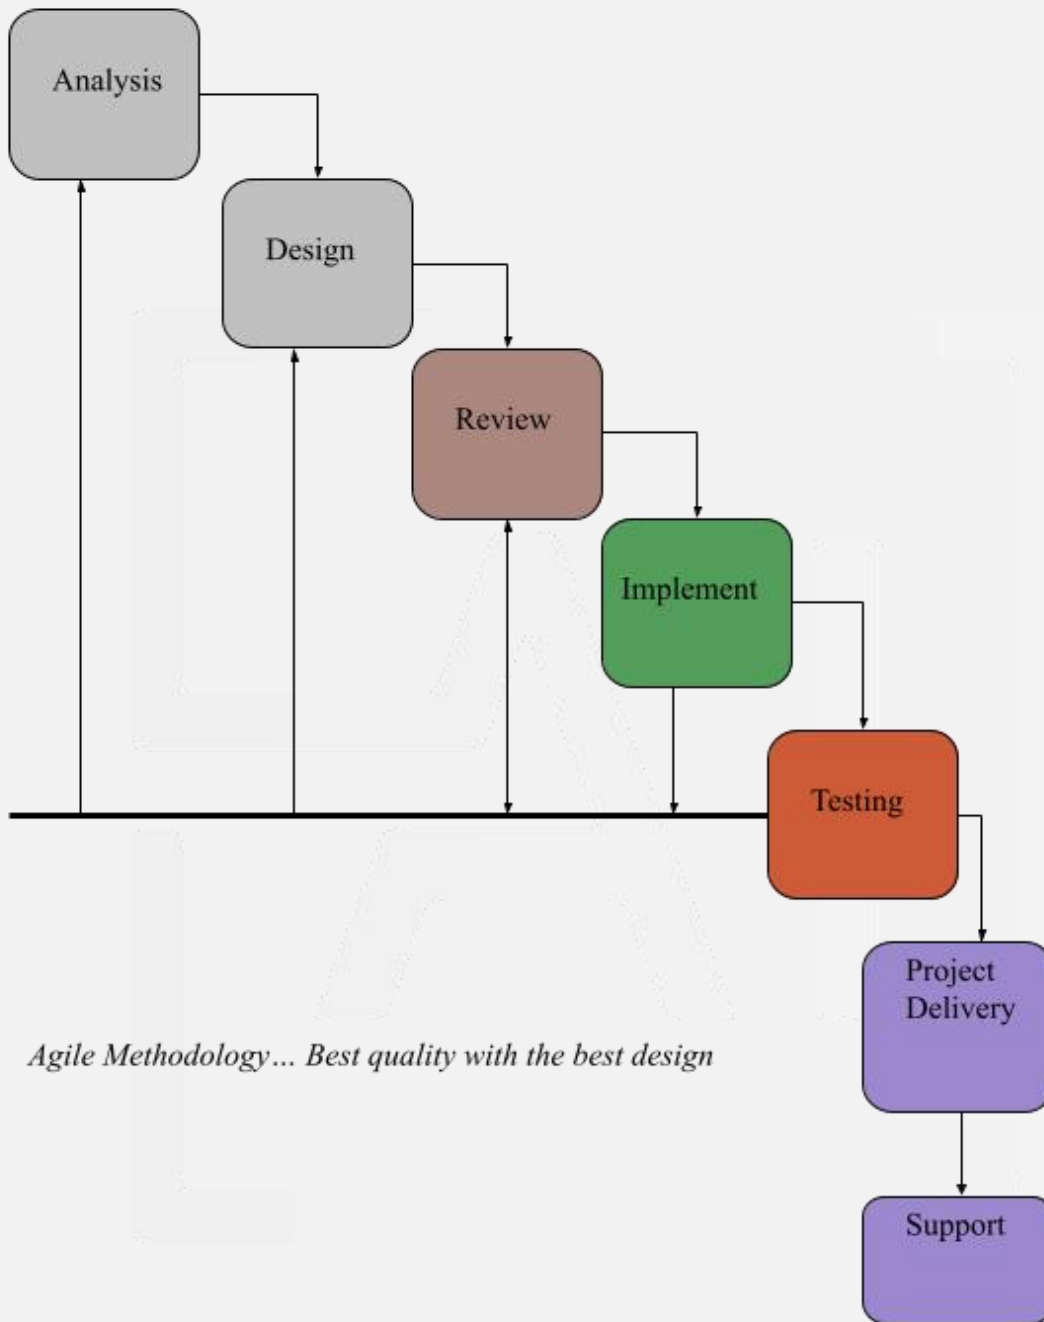 Analysis
Design
Review
Implement
Testing
Project
Delivery
Agile Methodology… Best quality with the best design
Support